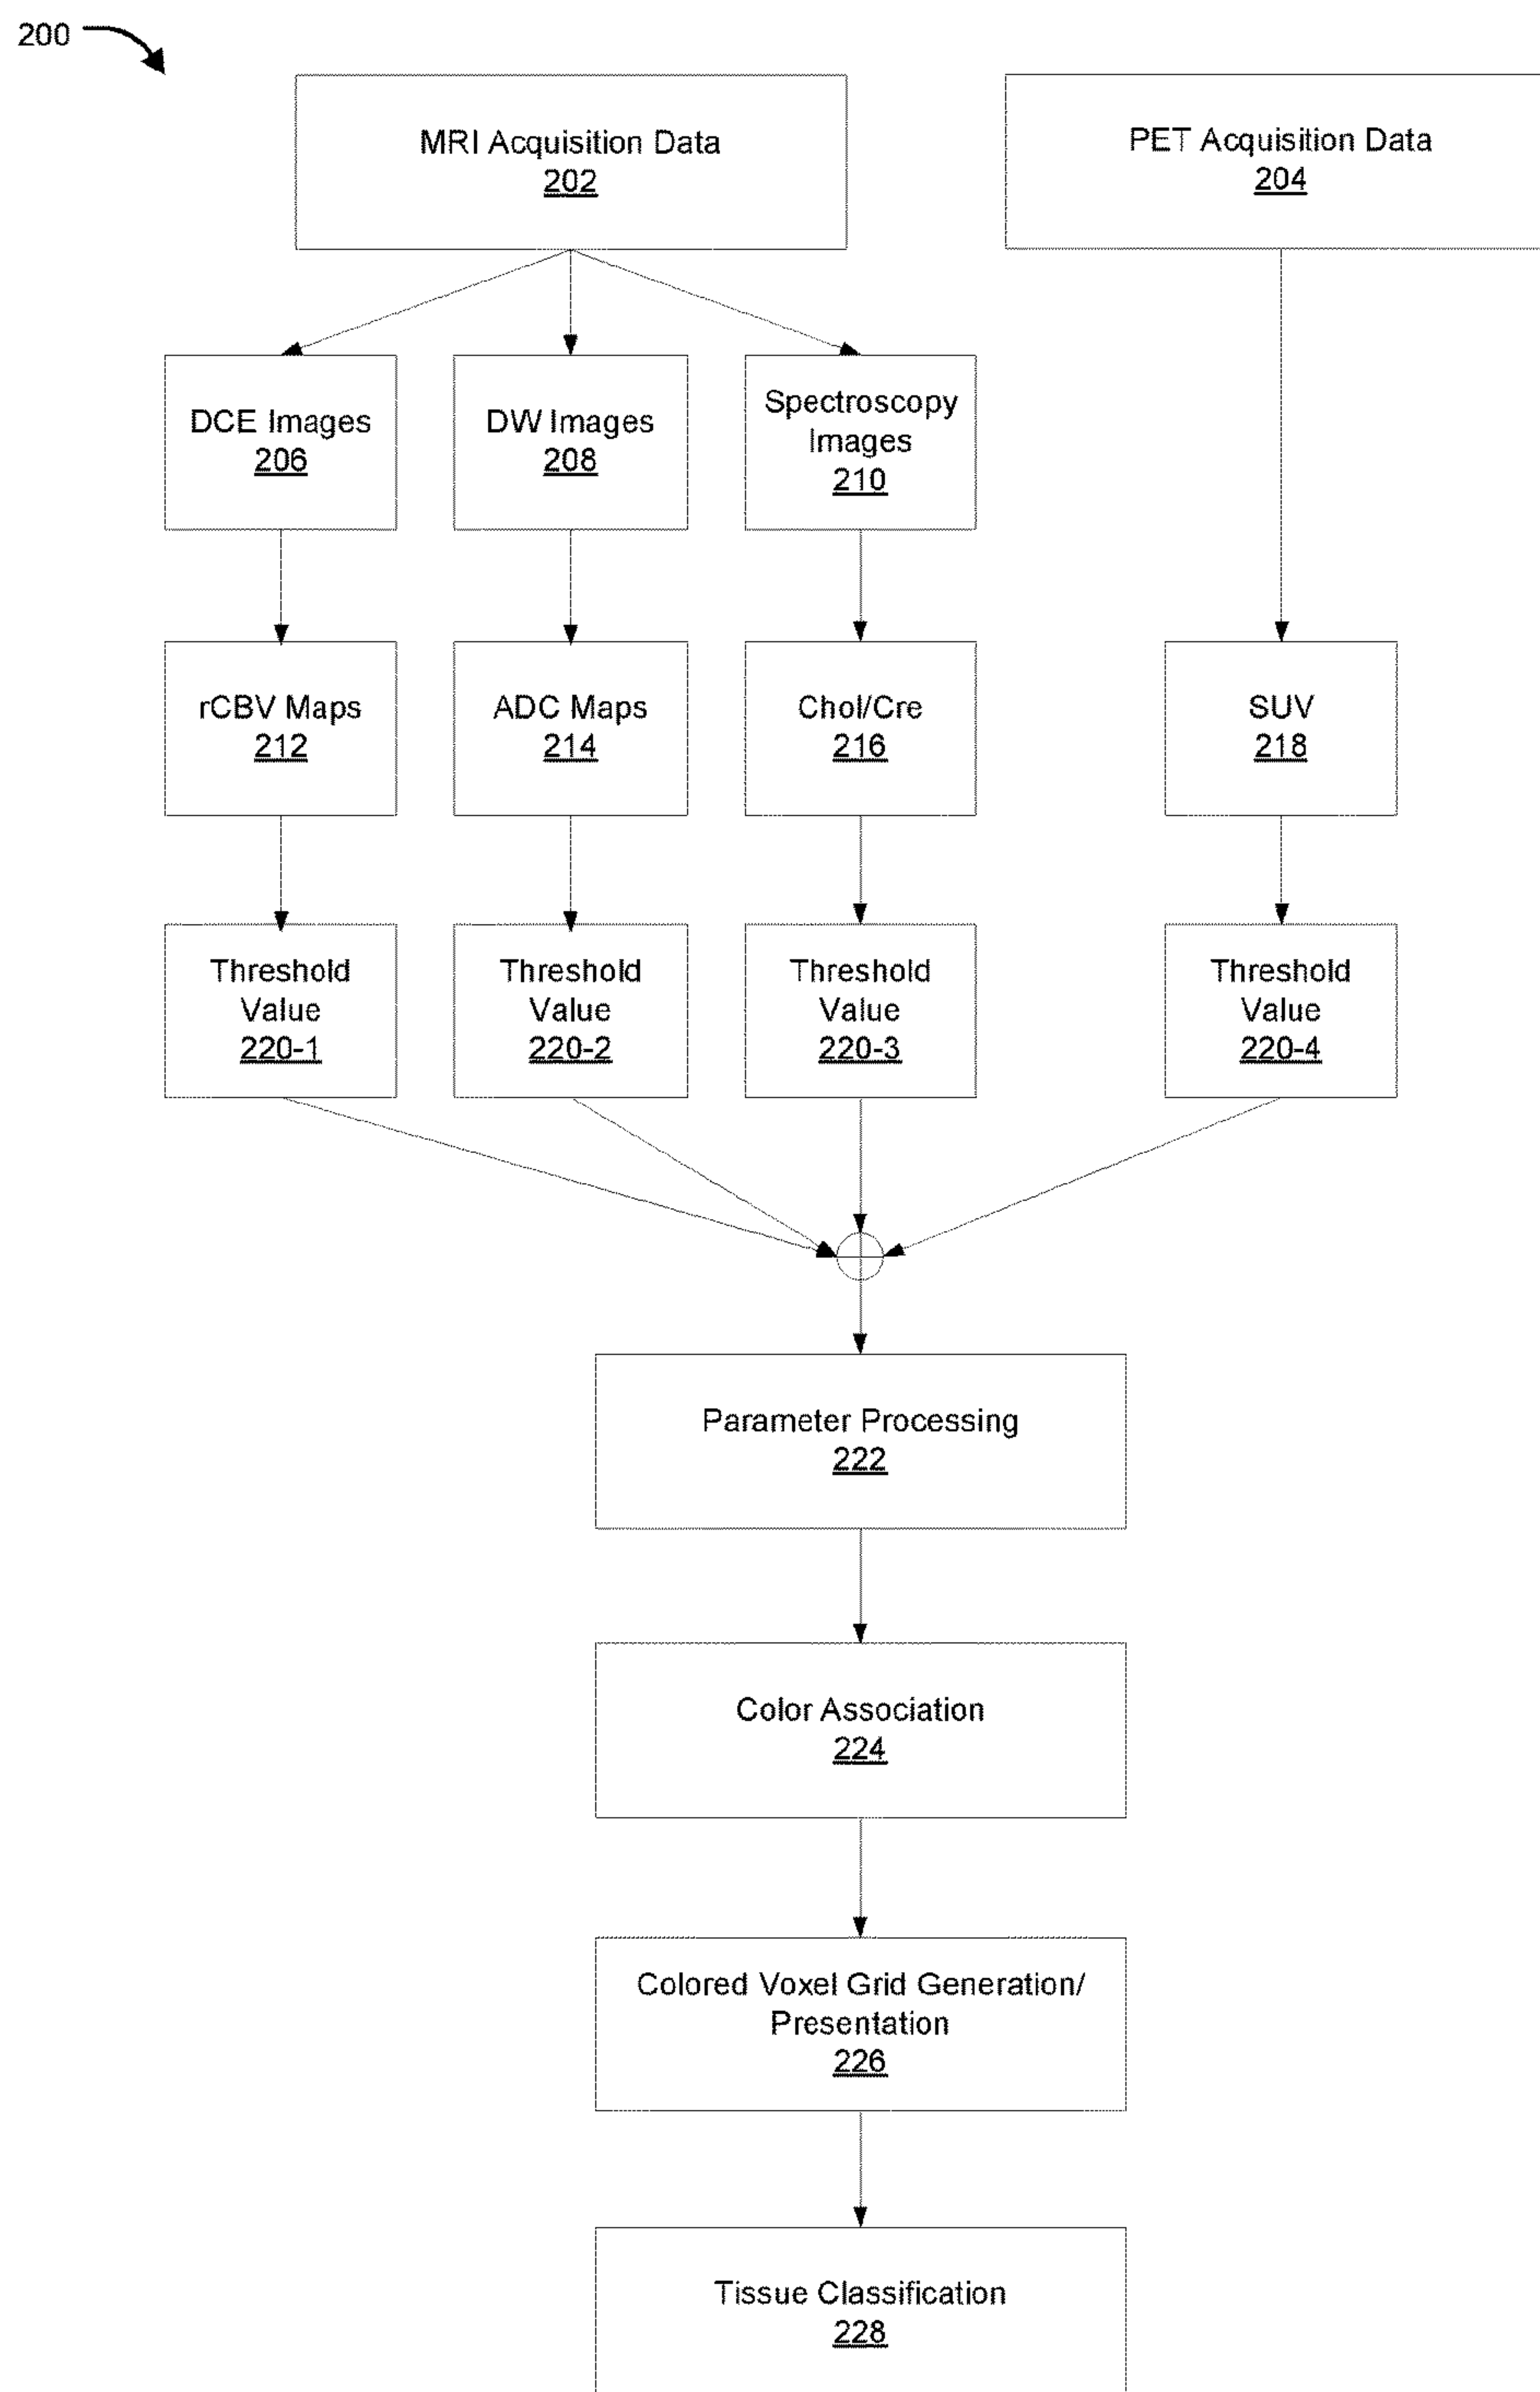 200
MRI Acquisition Data
202
PET Acquisition Data
204
DCE Images
206
DW Images
208
Spectroscopy
Images
210
rCBV Maps
212
ADC Maps
214
Chol/Cre
216
SUV
218
Threshold
Value
220-1
Threshold
Value
220-2
Threshold
Value
220-3
Threshold
Value
220-4
Parameter Processing
222
Color Association
224
Colored Voxel Grid Generation/
Presentation
226
Tissue Classification
228